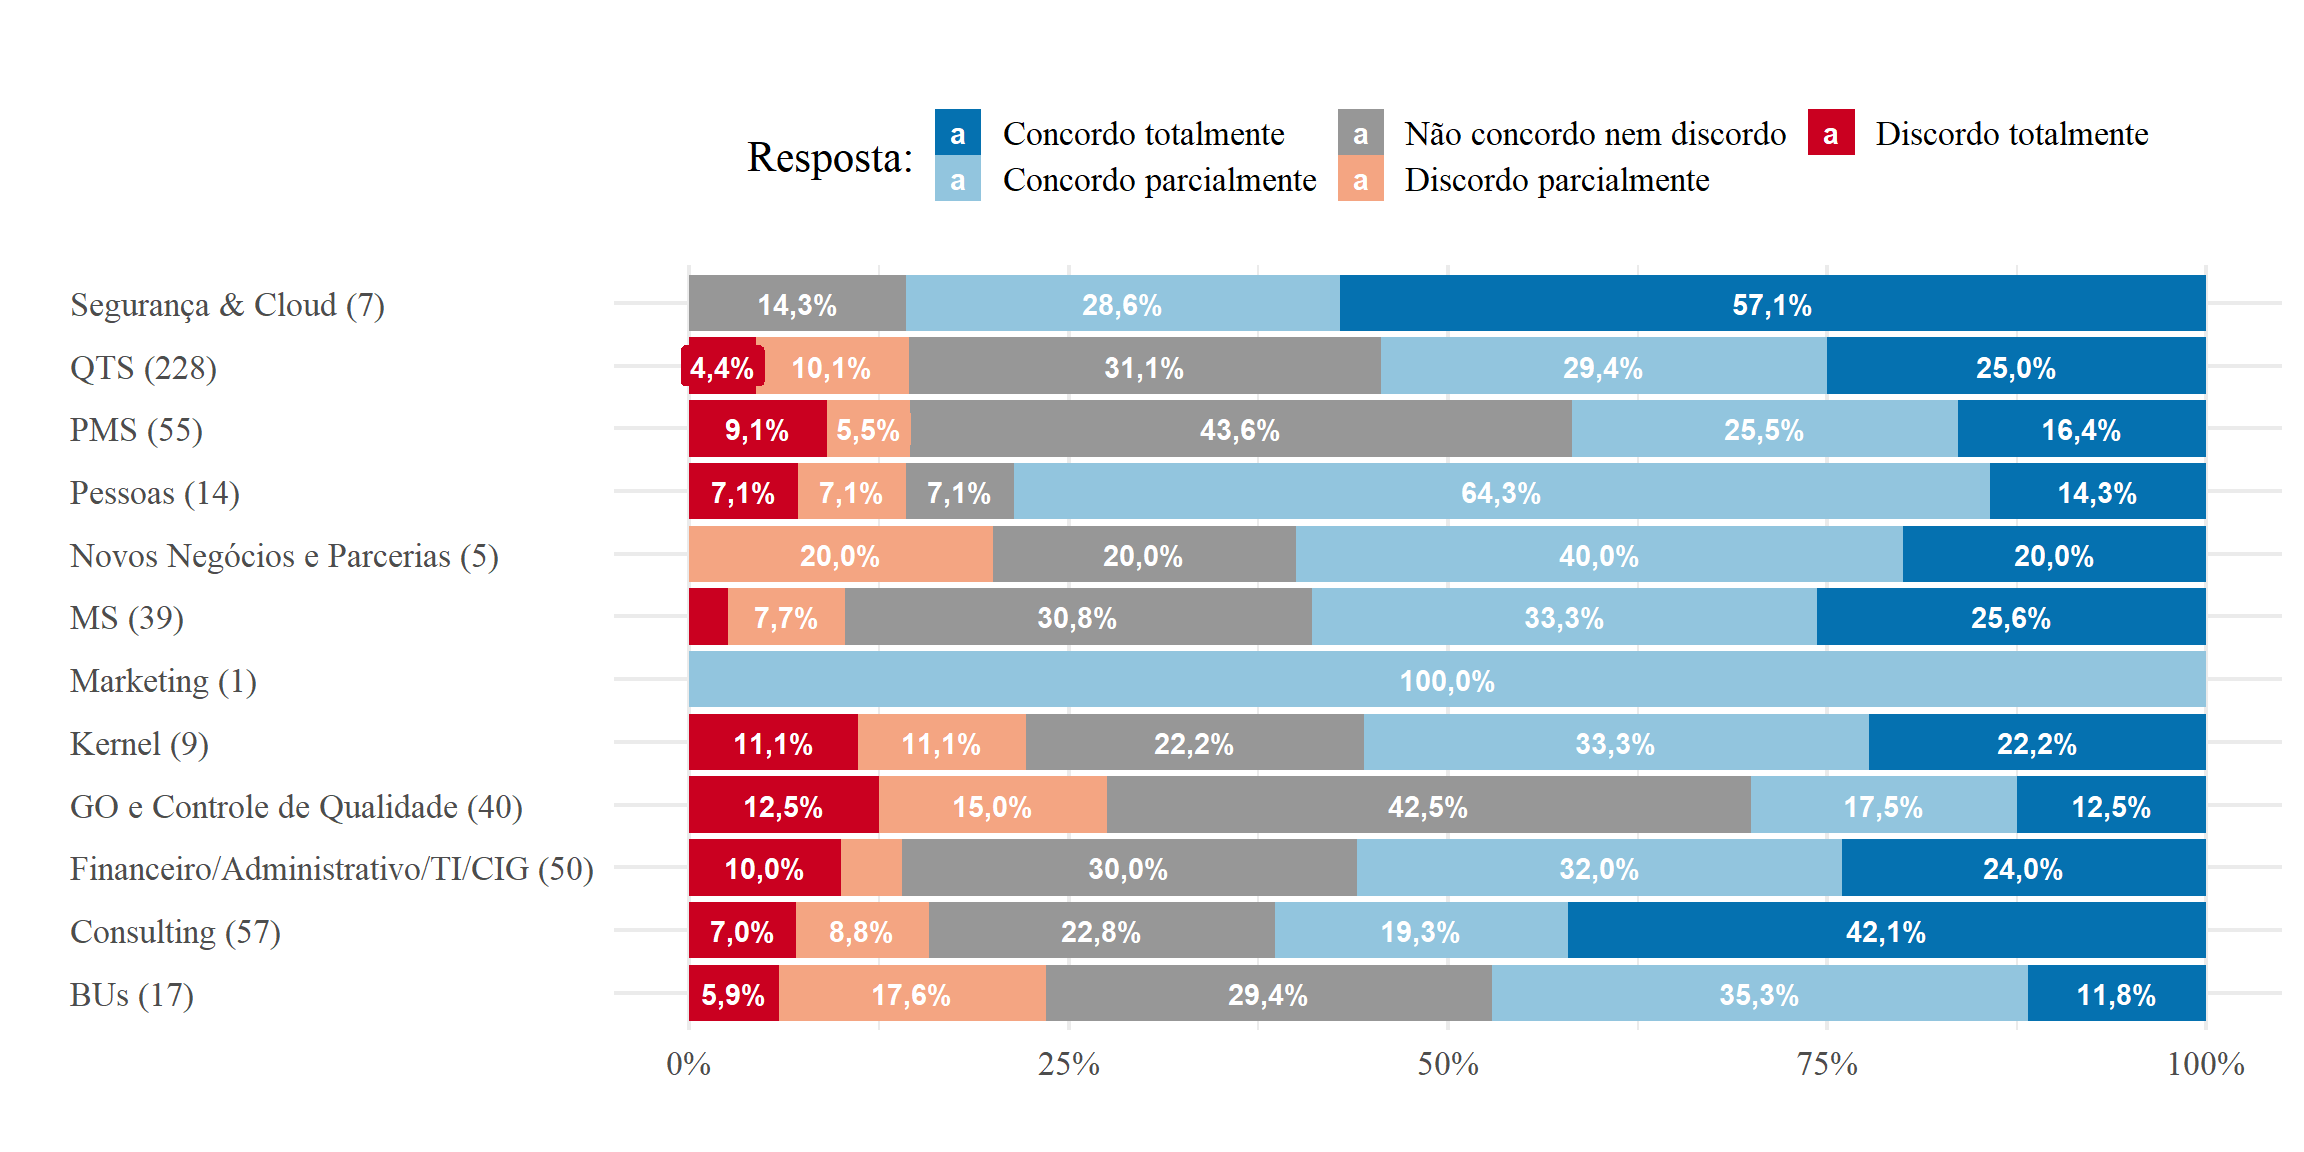 Resposta:
a Concordo totalmente a Não concordo nem discordo a Discordo totalmente
a Concordo parcialmente a Discordo parcialmente
Segurança & Cloud (7) 14,3% 28,6% 57,1%
QTS (228) 4,4% 10,1% 31,1% 29,4% 25,0%
PMS (55) 9,1% 5,5% 43,6% 25,5% 16,4%
Pessoas (14) 7,1% 7,1% 7,1% 64,3% 14,3%
Novos Negócios e Parcerias (5) 20,0% 20,0% 40,0% 20,0%
MS (39) 7,7% 30,8% 33,3% 25,6%
Marketing (1) 100,0%
Kernel (9) 11,1% 11,1% 22,2% 33,3% 22,2%
GO e Controle de Qualidade (40) 12,5% 15,0% 42,5% 17,5% 12,5%
Financeiro/Administrativo/TI/CIG (50) 10,0% 30,0% 32,0% 24,0%
Consulting (57) 7,0% 8,8% 22,8% 19,3% 42,1%
BUs (17) 5,9% 17,6% 29,4% 35,3% 11,8%
0% 25% 50% 75% 100%